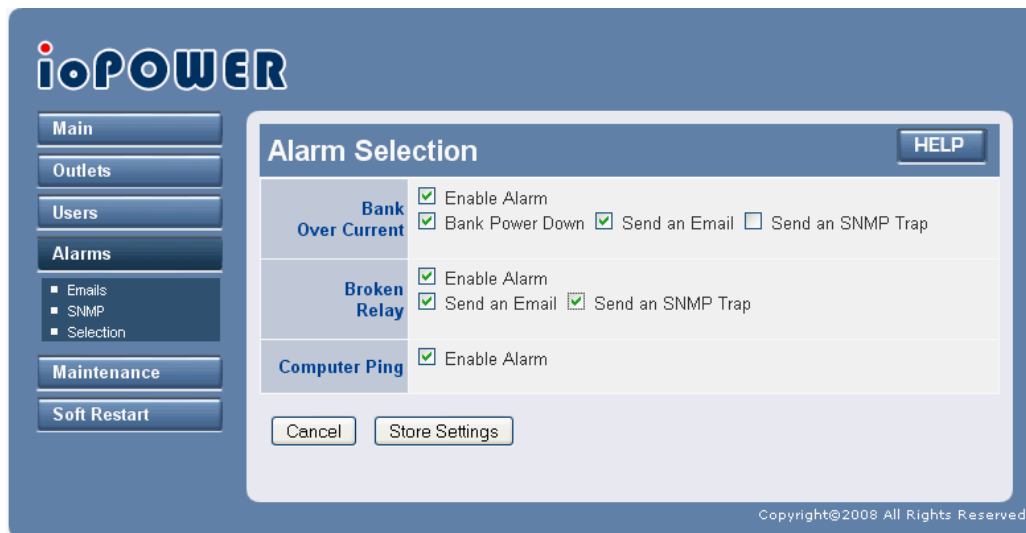 ioPOWER
Main
Outlets
Users
Alarms
Emails
SNMP
Selection
Maintenance
Soft Restart
Alarm Selection
HELP
Bank
Over Current
Enable Alarm
Bank Power Down Send an Email Send an SNMP Trap
Broken
Relay
Enable Alarm
Send an Email Send an SNMP Trap
Computer Ping
Enable Alarm
Cancel Store Settings
Copyright©2008 All Rights Reserved